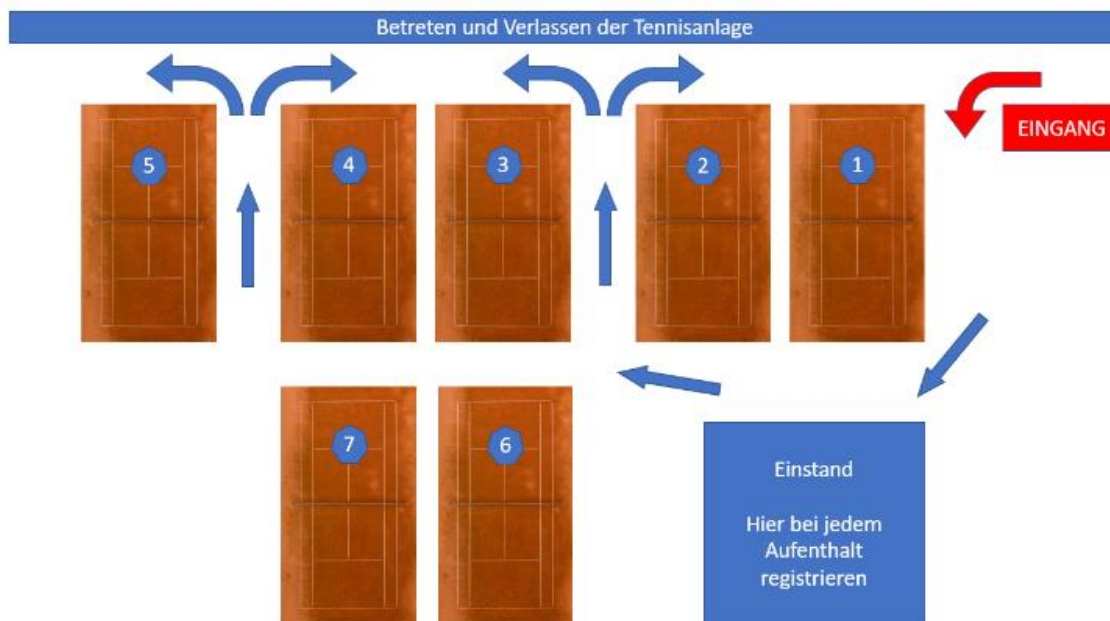 Betreten und Verlassen der Tennisanlage
EINGANG
5
4
3
2
1
7
6
Einstand
Hier bei jedem
Aufenthalt
registrieren